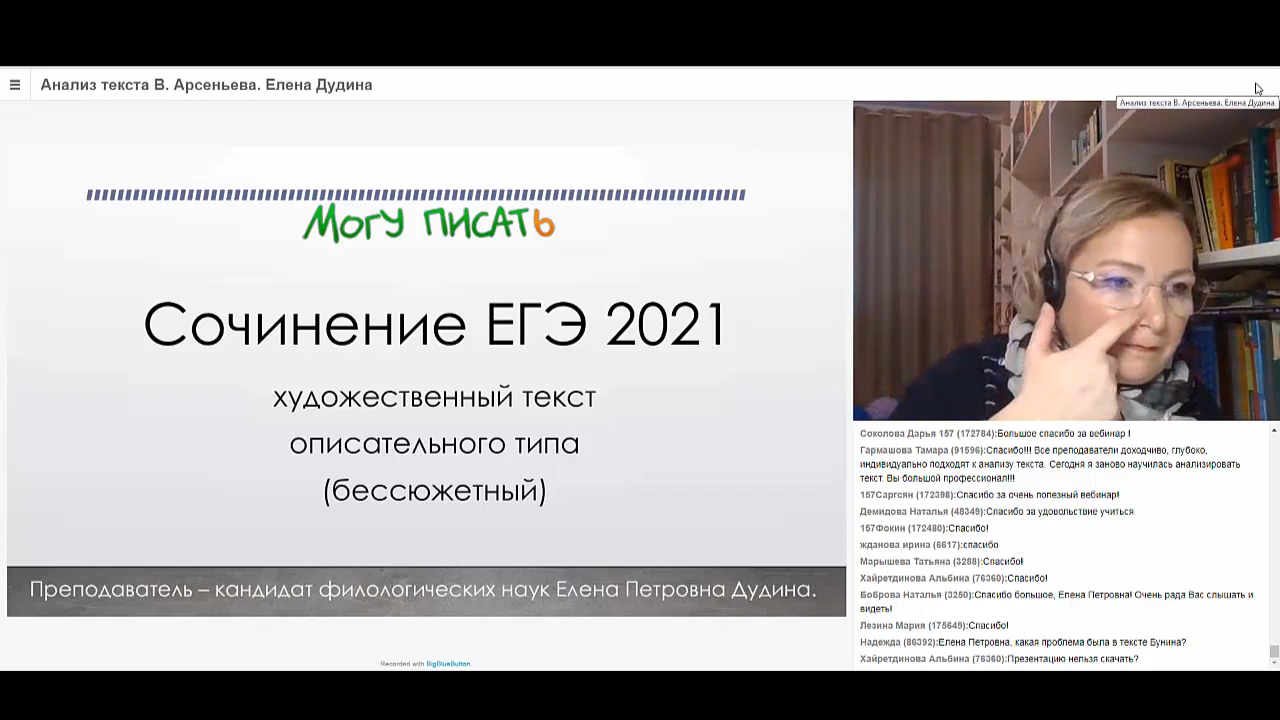 Анализ текста В. Арсеньева. Елена Дудина
Анализ текста В. Арсеньева. Елена Дудина
Могу писать
Сочинение ЕГЭ 2021
художественный текст
описательного типа
(бессюжетный)
Преподаватель – кандидат филологических наук Елена Петровна Дудина.
Recorded with BigBlueButton.
Соколова Дарья 157 (172784):Большое спасибо за вебинар !
Гармашова Тамара (91596):Спасибо!!! Все преподаватели доходчиво, глубоко,
индивидуально подходят к анализу текста. Сегодня я заново научилась анализировать
текст. Вы большой профессионал!!!
157Саргсян (172398):Спасибо за очень полезный вебинар!
Демидова Наталья (48349):Спасибо за удовольствие учиться
157Фокин (172480):Спасибо!
жданова ирина (6617):спасибо
Марышева Татьяна (3288):Спасибо!
Хайретдинова Альбина (76360):Спасибо!
Боброва Наталья (3250):Спасибо большое, Елена Петровна! Очень рада Вас слышать и
видеть!
Лезина Мария (175649):Спасибо!
Надежда (86392):Елена Петровна, какая проблема была в тексте Бунина?
Хайретдинова Альбина (76360):Презентацию нельзя скачать?